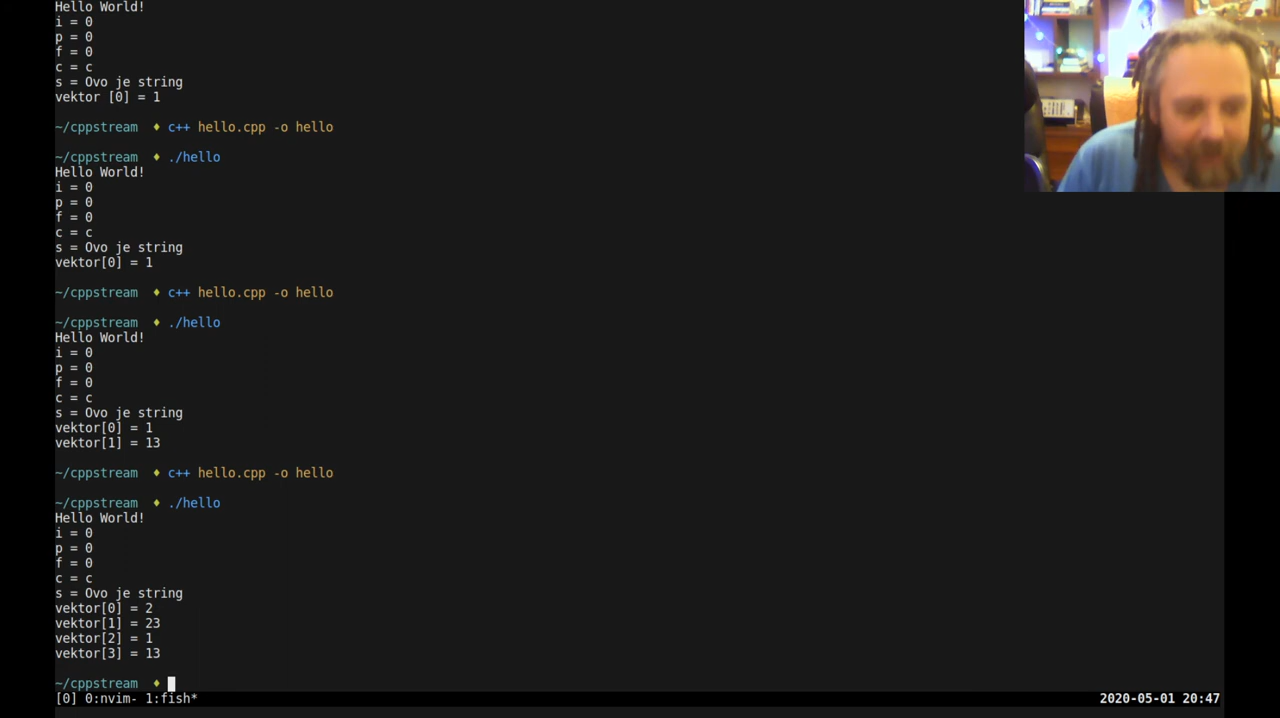 Hello World!
i = 0
p = 0
f = 0
c = c
s = Ovo je string
vektor [0] = 1
~/cppstream ♦ c++ hello.cpp -o hello
~/cppstream ♦ ./hello
Hello World!
i = 0
p = 0
f = 0
c = c
s = Ovo je string
vektor[0] = 1
~/cppstream ♦ c++ hello.cpp -o hello
~/cppstream ♦ ./hello
Hello World!
i = 0
p = 0
f = 0
c = c
s = Ovo je string
vektor[0] = 1
vektor[1] = 13
~/cppstream ♦ c++ hello.cpp -o hello
~/cppstream ♦ ./hello
Hello World!
i = 0
p = 0
f = 0
c = c
s = Ovo je string
vektor[0] = 2
vektor[1] = 23
vektor[2] = 1
vektor[3] = 13
~/cppstream ♦
[0] 0:nvim- 1:fish* 2020-05-01 20:47